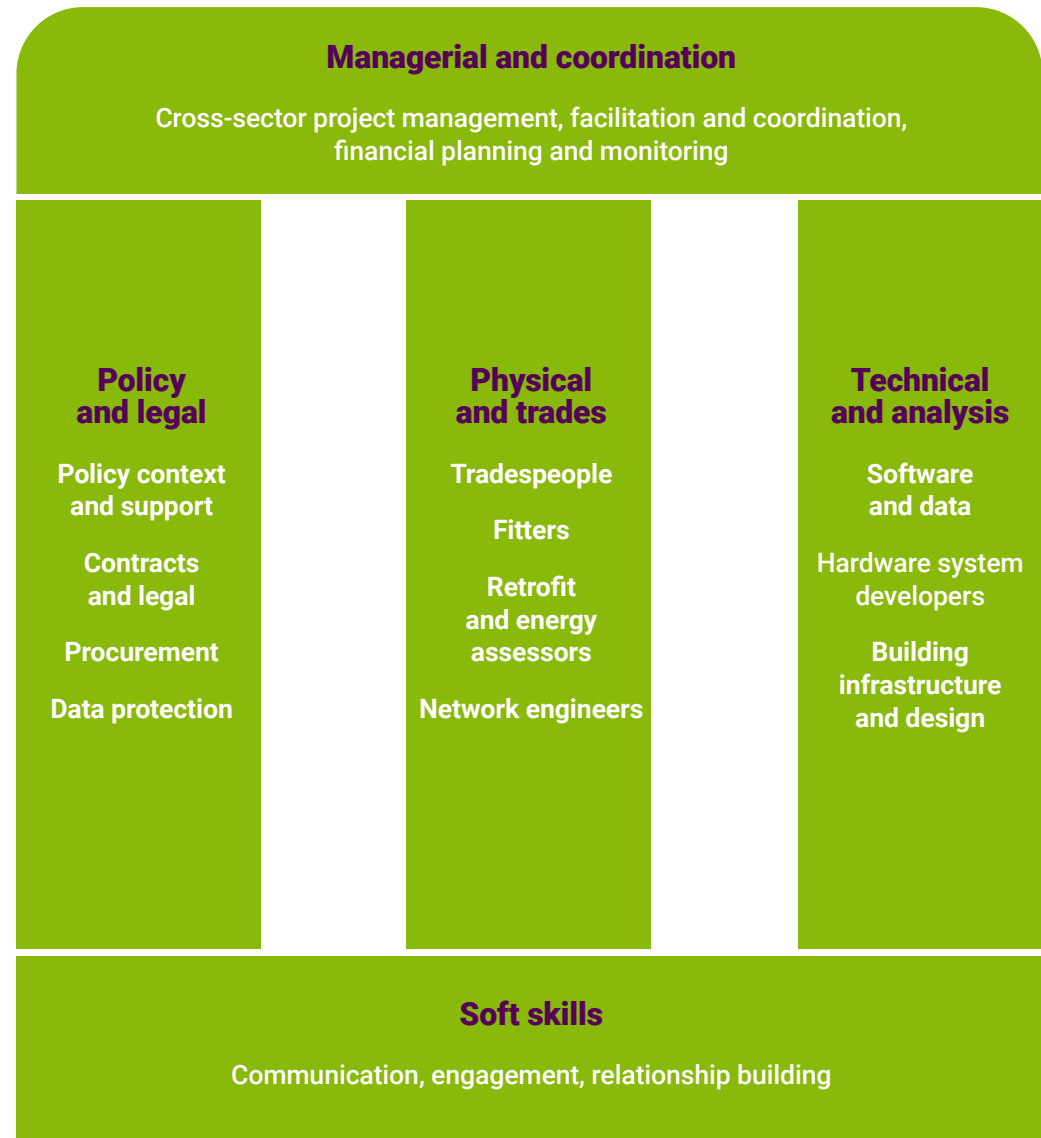 Managerial and coordination
Cross-sector project management, facilitation and coordination,
financial planning and monitoring
Policy
and legal
Policy context
and support
Contracts
and legal
Procurement
Data protection
Physical
and trades
Tradespeople
Fitters
Retrofit
and energy
assessors
Network engineers
Technical
and analysis
Software
and data
Hardware system
developers
Building
infrastructure
and design
Soft skills
Communication, engagement, relationship building